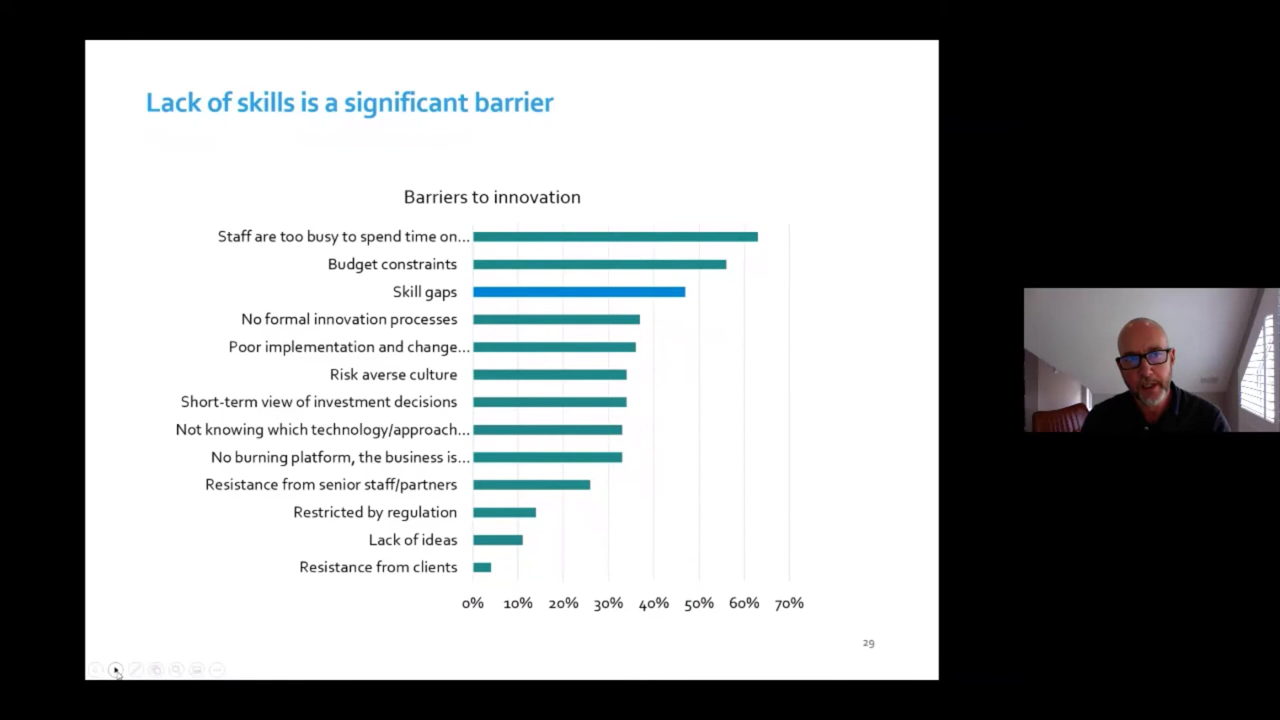 Lack of skills is a significant barrier
Barriers to innovation
Staff are too busy to spend time on...
Budget constraints
Skill gaps
No formal innovation processes
Poor implementation and change...
Risk averse culture
Short-term view of investment decisions
Not knowing which technology/approach...
No burning platform, the business is...
Resistance from senior staff/partners
Restricted by regulation
Lack of ideas
Resistance from clients
0% 10% 20% 30% 40% 50% 60% 70%
29